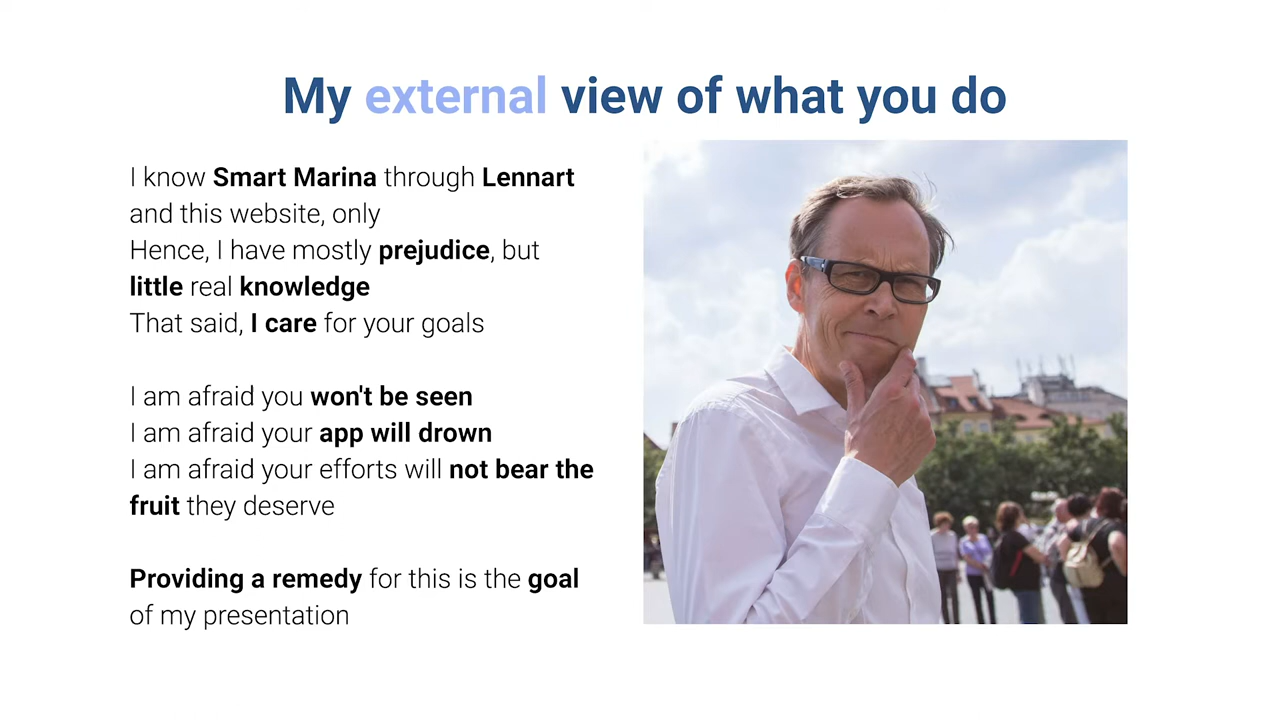 My external view of what you do
I know Smart Marina through Lennart
and this website, only
Hence, I have mostly prejudice, but
little real knowledge
That said, I care for your goals
I am afraid you won't be seen
I am afraid your app will drown
I am afraid your efforts will not bear the
fruit they deserve
Providing a remedy for this is the goal
of my presentation